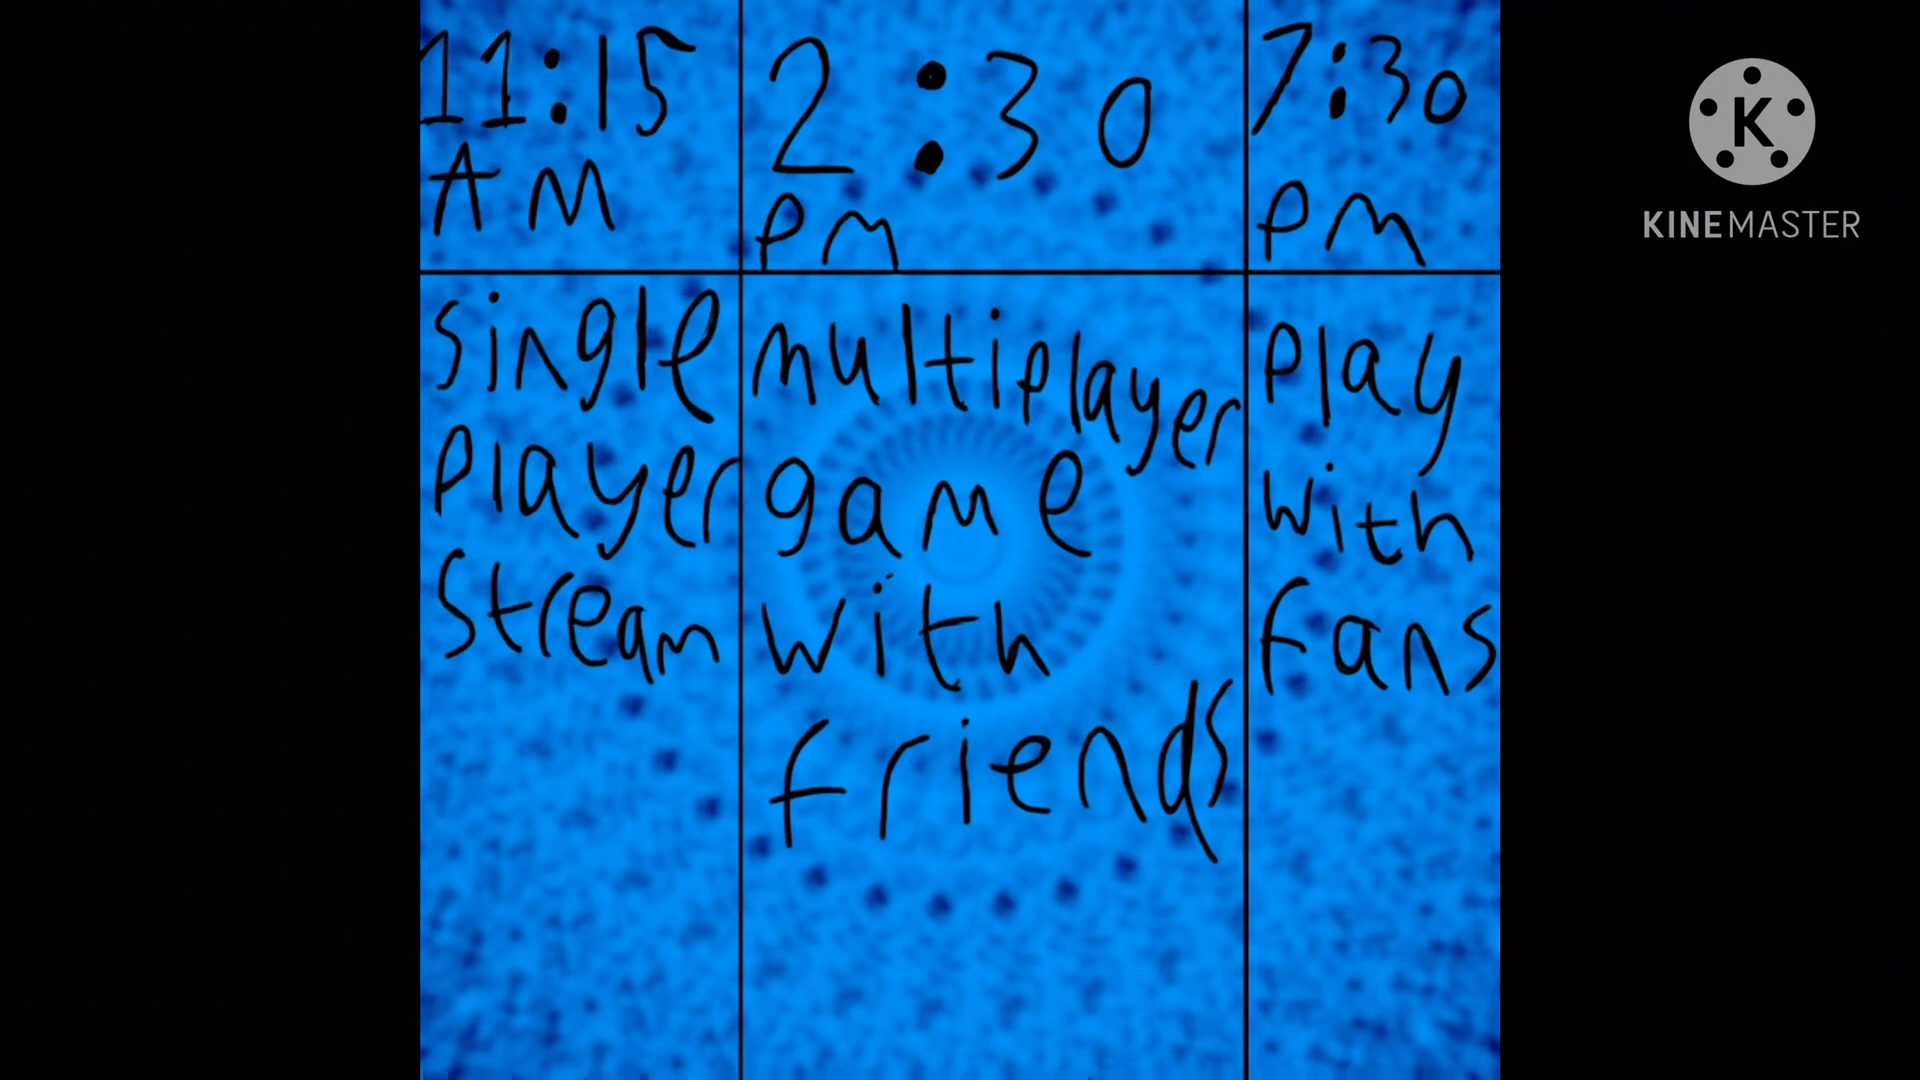 11:15
AM
2:30
PM
7:30
PM
single
player
stream
multiplayer
game
with
friends
play
with
fans
K
KINEMASTER